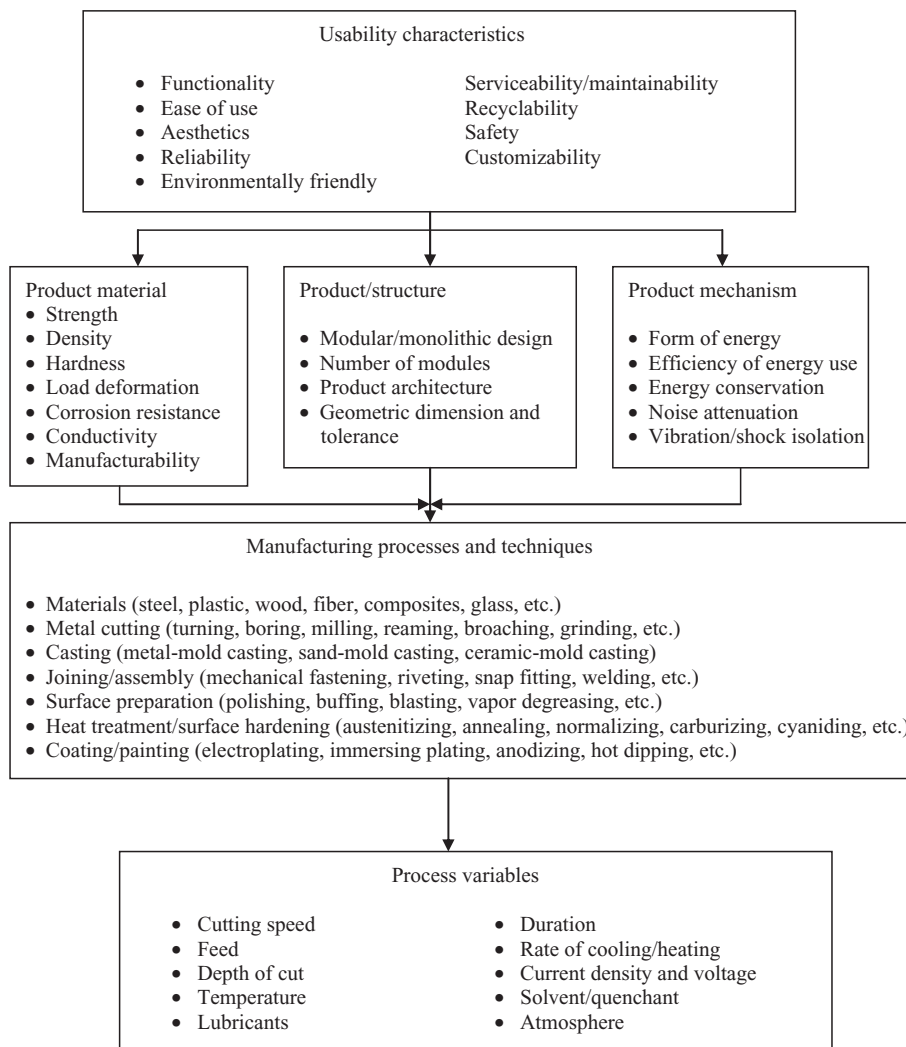 Usability characteristics
• Functionality
• Ease of use
• Aesthetics
• Reliability
• Environmentally friendly
Serviceability/maintainability
Recyclability
Safety
Customizability
Product material
• Strength
• Density
• Hardness
• Load deformation
• Corrosion resistance
• Conductivity
• Manufacturability
Product/structure
• Modular/monolithic design
• Number of modules
• Product architecture
• Geometric dimension and
tolerance
Product mechanism
• Form of energy
• Efficiency of energy use
• Energy conservation
• Noise attenuation
• Vibration/shock isolation
Manufacturing processes and techniques
• Materials (steel, plastic, wood, fiber, composites, glass, etc.)
• Metal cutting (turning, boring, milling, reaming, broaching, grinding, etc.)
• Casting (metal-mold casting, sand-mold casting, ceramic-mold casting)
• Joining/assembly (mechanical fastening, riveting, snap fitting, welding, etc.)
• Surface preparation (polishing, buffing, blasting, vapor degreasing, etc.)
• Heat treatment/surface hardening (austenitizing, annealing, normalizing, carburizing, cyaniding, etc.)
• Coating/painting (electroplating, immersing plating, anodizing, hot dipping, etc.)
Process variables
• Cutting speed
• Feed
• Depth of cut
• Temperature
• Lubricants
• Duration
• Rate of cooling/heating
• Current density and voltage
• Solvent/quenchant
• Atmosphere